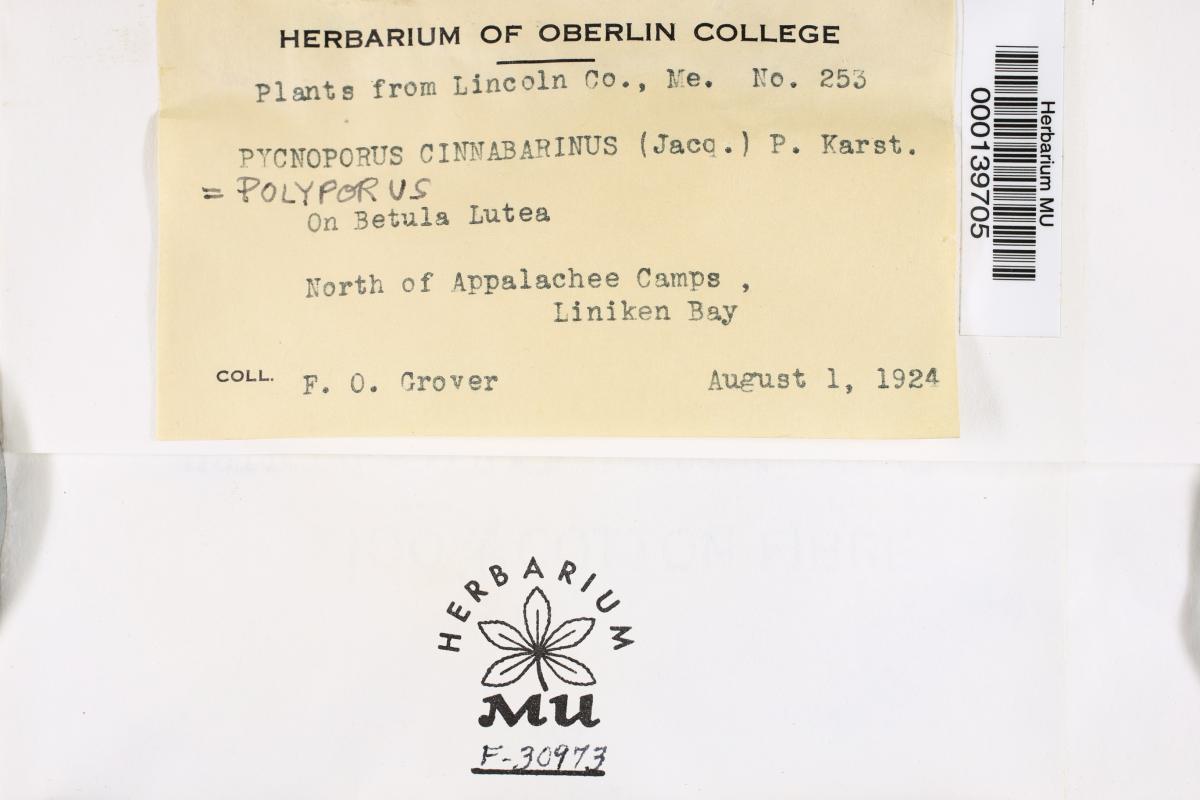 HERBARIUM OF OBERLIN COLLEGE
Plants from Lincoln Co., Me. No. 253
PYCNOPORUS CINNABARINUS (Jacq.) P. Karst.
= POLYPORUS
On Betula Lutea
North of Appalachee Camps ,
Liniken Bay
COLL. F. O. Grover August 1, 1924
Herbarium MU
000139705
HERBARIUM
MU
F-30973